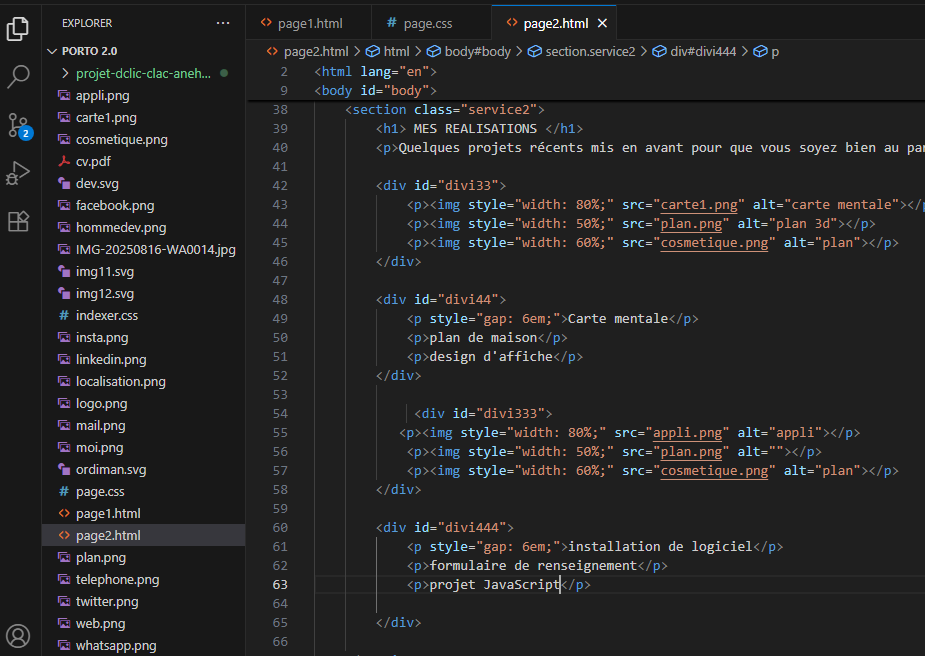 EXPLORER
PORTO 2.0
projet-dclic-clac-aneh...
appli.png
carte1.png
cosmetique.png
cv.pdf
dev.svg
facebook.png
hommedev.png
IMG-20250816-WA0014.jpg
img11.svg
img12.svg
indexer.css
insta.png
linkedin.png
localisation.png
logo.png
mail.png
moi.png
ordiman.svg
page.css
page1.html
page2.html
plan.png
telephone.png
twitter.png
web.png
whatsapp.png
2
page1.html
page.css
page2.html
page2.html > html > body#body > section.service2 > div#divi444 > p
2 <html lang="en">
9 <body id="body">
38 <section class="service2">
39 <h1> MES REALISATIONS </h1>
40 <p>Quelques projets récents mis en avant pour que vous soyez bien au
41
42 <div id="divi33">
43 <p><img style="width: 80%;" src="carte1.png" alt="carte mentale"></
44 <p><img style="width: 50%;" src="plan.png" alt="plan 3d"></p>
45 <p><img style="width: 60%;" src="cosmetique.png" alt="plan"></p>
46 </div>
47
48 <div id="divi44">
49 <p style="gap: 6em;">Carte mentale</p>
50 <p>plan de maison</p>
51 <p>design d'affiche</p>
52 </div>
53
54 <div id="divi333">
55 <p><img style="width: 80%;" src="appli.png" alt="appli"></p>
56 <p><img style="width: 50%;" src="plan.png" alt=""></p>
57 <p><img style="width: 60%;" src="cosmetique.png" alt="plan"></p>
58 </div>
59
60 <div id="divi444">
61 <p style="gap: 6em;">installation de logiciel</p>
62 <p>formulaire de renseignement</p>
63 <p>projet JavaScript</p>
64
65 </div>
66